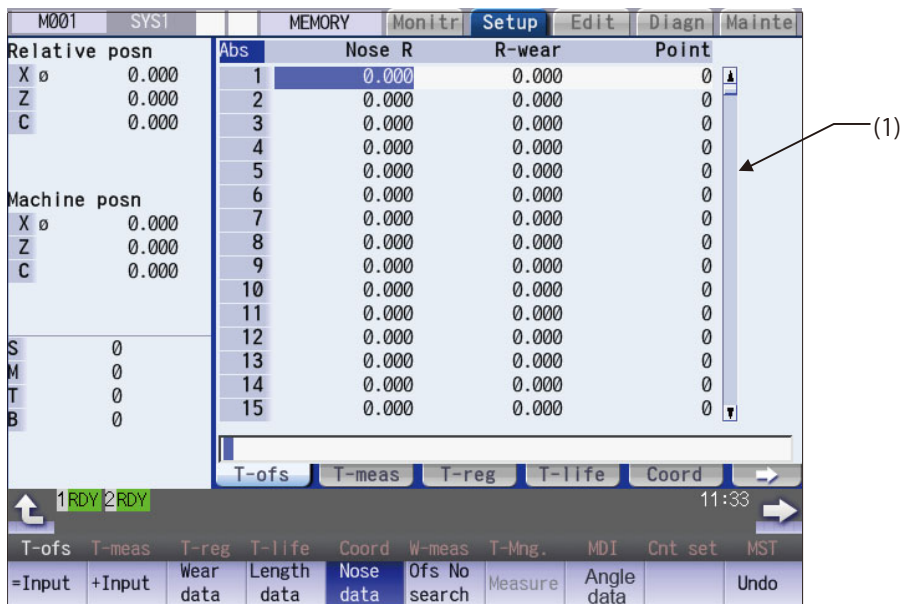 M001 SYS1 MEMORY Monitr Setup Edit Diagn Mainte
Relative posn
X ø 0.000
Z 0.000
C 0.000
Machine posn
X ø 0.000
Z 0.000
C 0.000
S 0
M 0
T 0
B 0
Abs Nose R R-wear Point
1 0.000 0.000 0
2 0.000 0.000 0
3 0.000 0.000 0
4 0.000 0.000 0
5 0.000 0.000 0
6 0.000 0.000 0
7 0.000 0.000 0
8 0.000 0.000 0
9 0.000 0.000 0
10 0.000 0.000 0
11 0.000 0.000 0
12 0.000 0.000 0
13 0.000 0.000 0
14 0.000 0.000 0
15 0.000 0.000 0
(1)
T-ofs T-meas T-reg T-life Coord
1 RDY 2 RDY 11:33
T-ofs T-meas T-reg T-life Coord W-meas T-Mng. MDI Cnt set MST
=Input +Input Wear data Length data Nose data Ofs No search Measure Angle data Undo